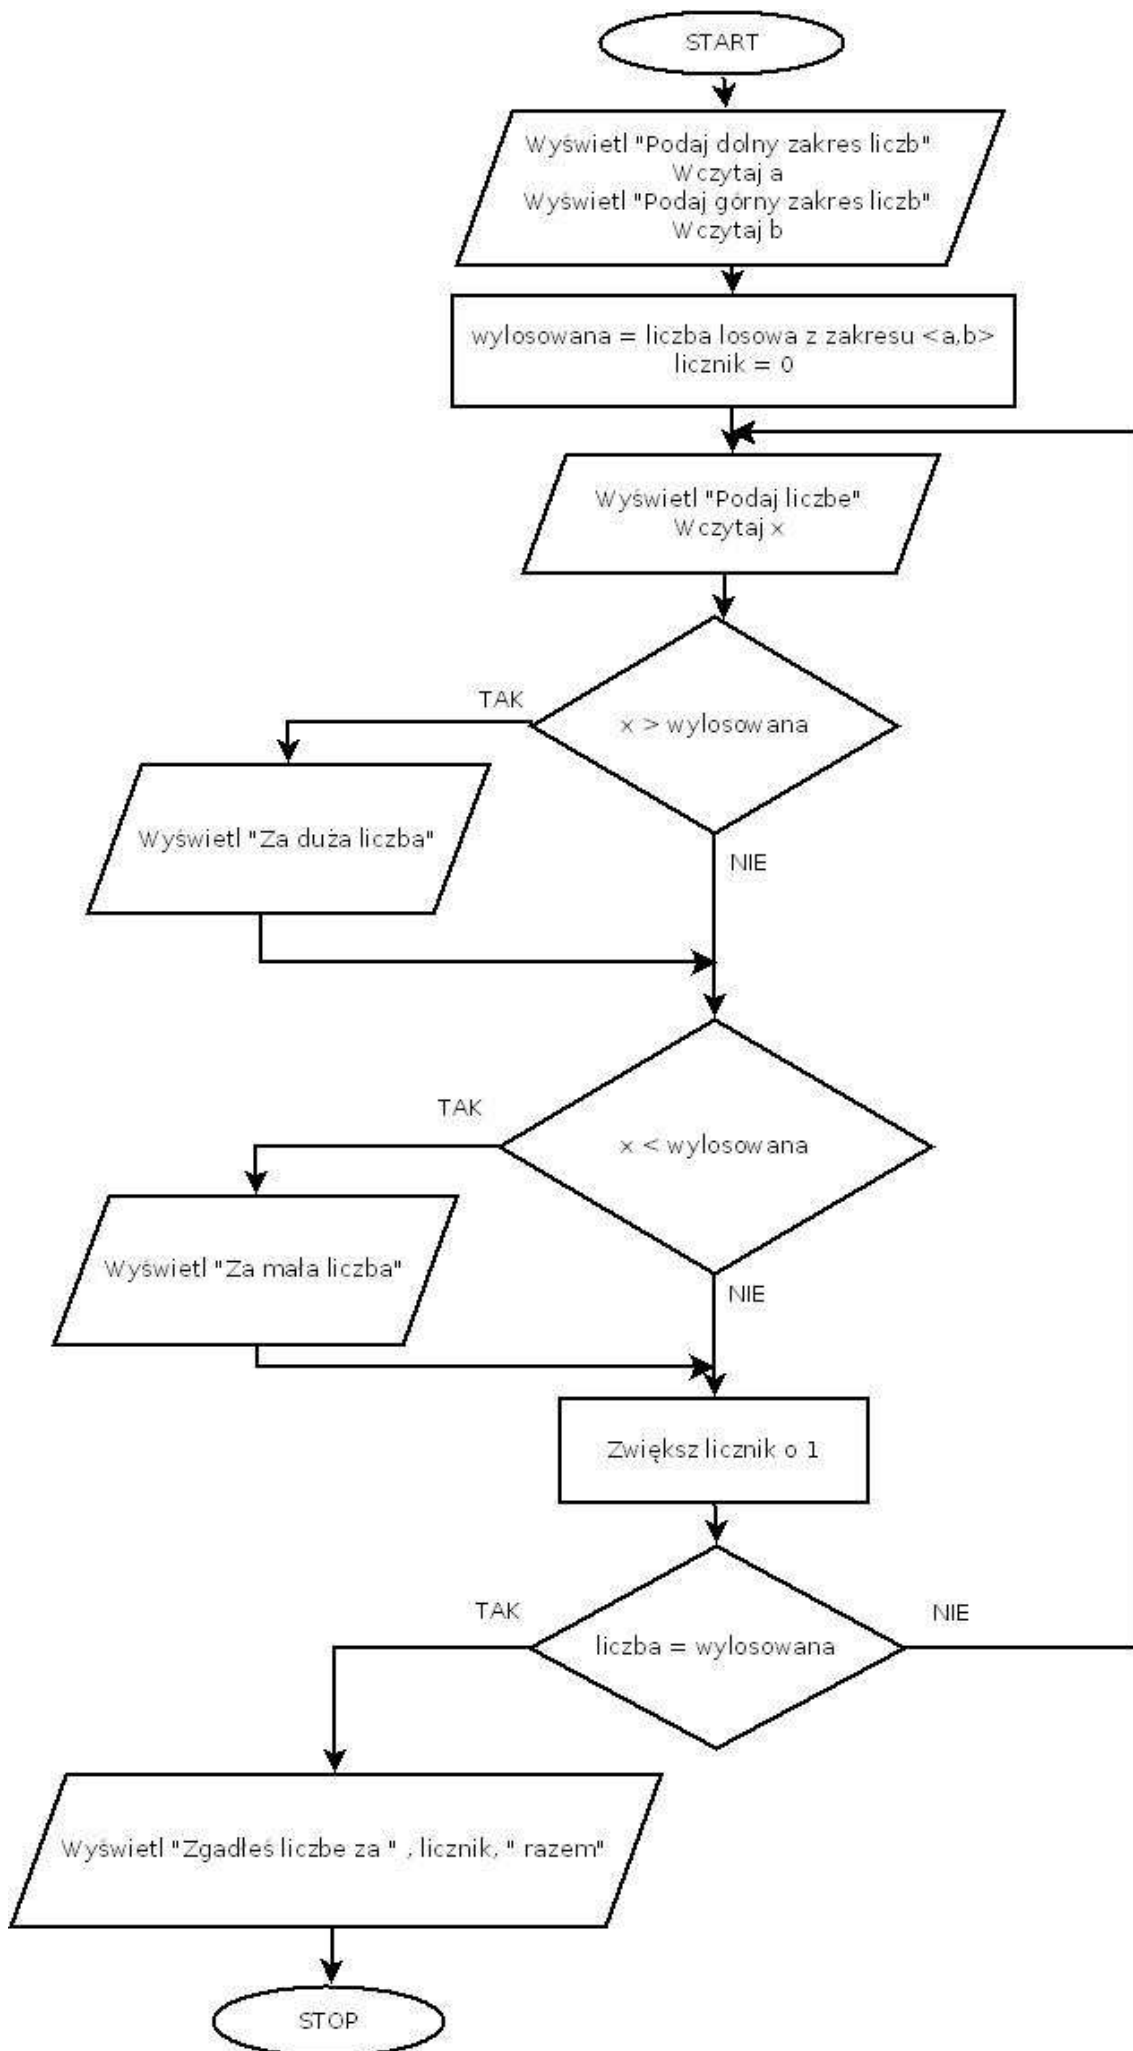 START
Wyświetl "Podaj dolny zakres liczb"
Wczytaj a
Wyświetl "Podaj górny zakres liczb"
Wczytaj b
wylosowana = liczba losowa z zakresu <a,b>
licznik = 0
Wyświetl "Podaj liczbe"
Wczytaj x
TAK
x > wylosowana
Wyświetl "Za duża liczba"
NIE
TAK
x < wylosowana
Wyświetl "Za mała liczba"
NIE
Zwiększ licznik o 1
TAK
NIE
liczba = wylosowana
Wyświetl "Zgadłeś liczbe za " , licznik, " razem"
STOP